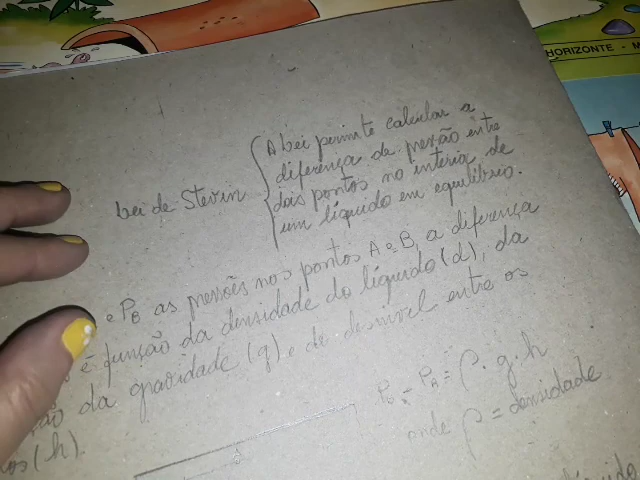 HORIZONTE - M
Lei de Stevin
A Lei permite calcular a
diferença de pressão entre
dois pontos no interior de
um líquido em equilíbrio.
e PB as pressões nos pontos A e B, a diferença
é função da densidade do líquido (d), da
da gravidade (g) e do desnível entre os
(h).
PB - PA = ρ . g . h
onde ρ = densidade